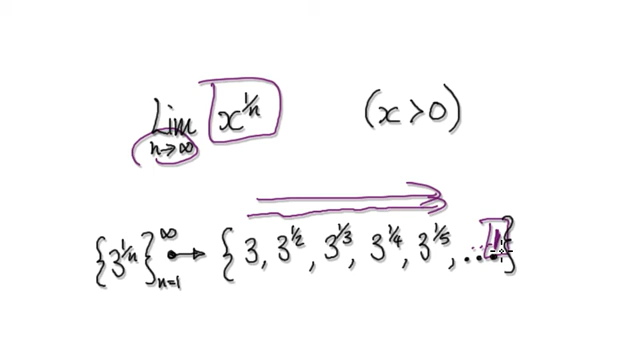 Lim n→∞ x^{1/n} (x > 0)
{3^{1/n}}_{n=1}^{∞} → {3, 3^{1/2}, 3^{1/3}, 3^{1/4}, 3^{1/5}, ... }